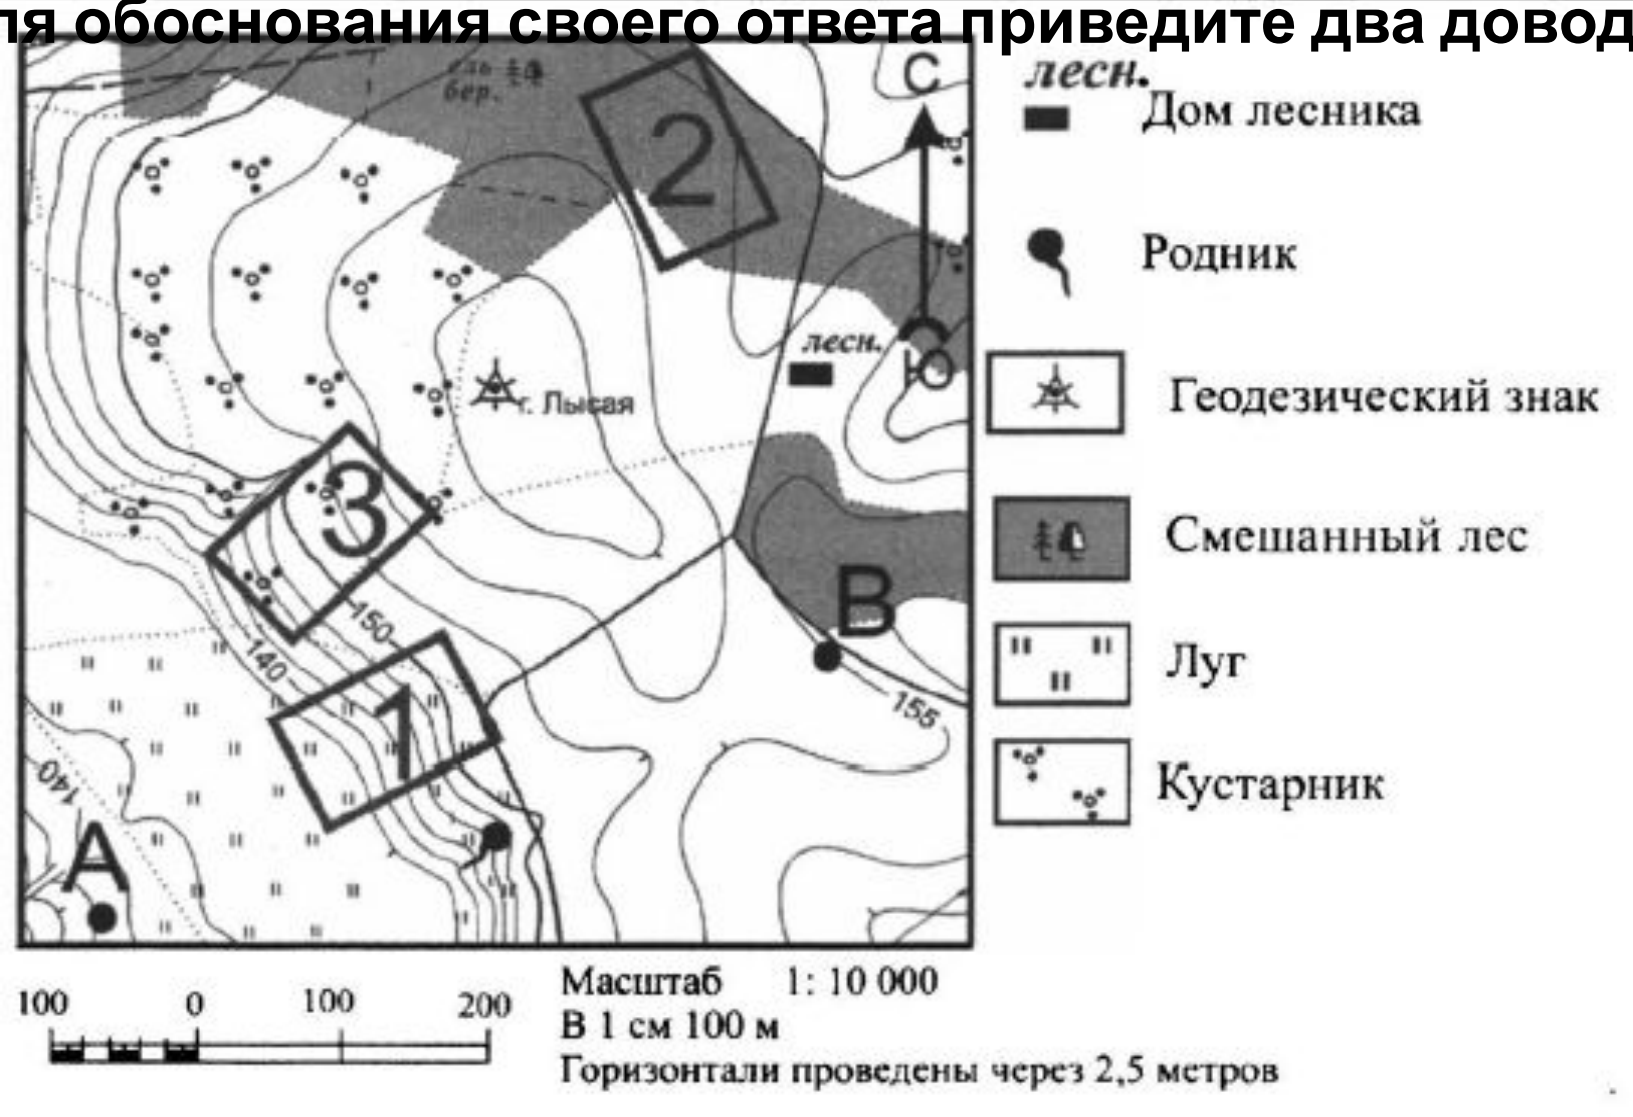 ля обоснования своего ответа приведите два довод
ель
бер.
С
2
лесн.
Ю
г. Лысая
3
150
140
1
В
155
140
А
лесн.
Дом лесника
Родник
Геодезический знак
Смешанный лес
Луг
Кустарник
100 0 100 200
Масштаб 1: 10 000
В 1 см 100 м
Горизонтали проведены через 2,5 метров